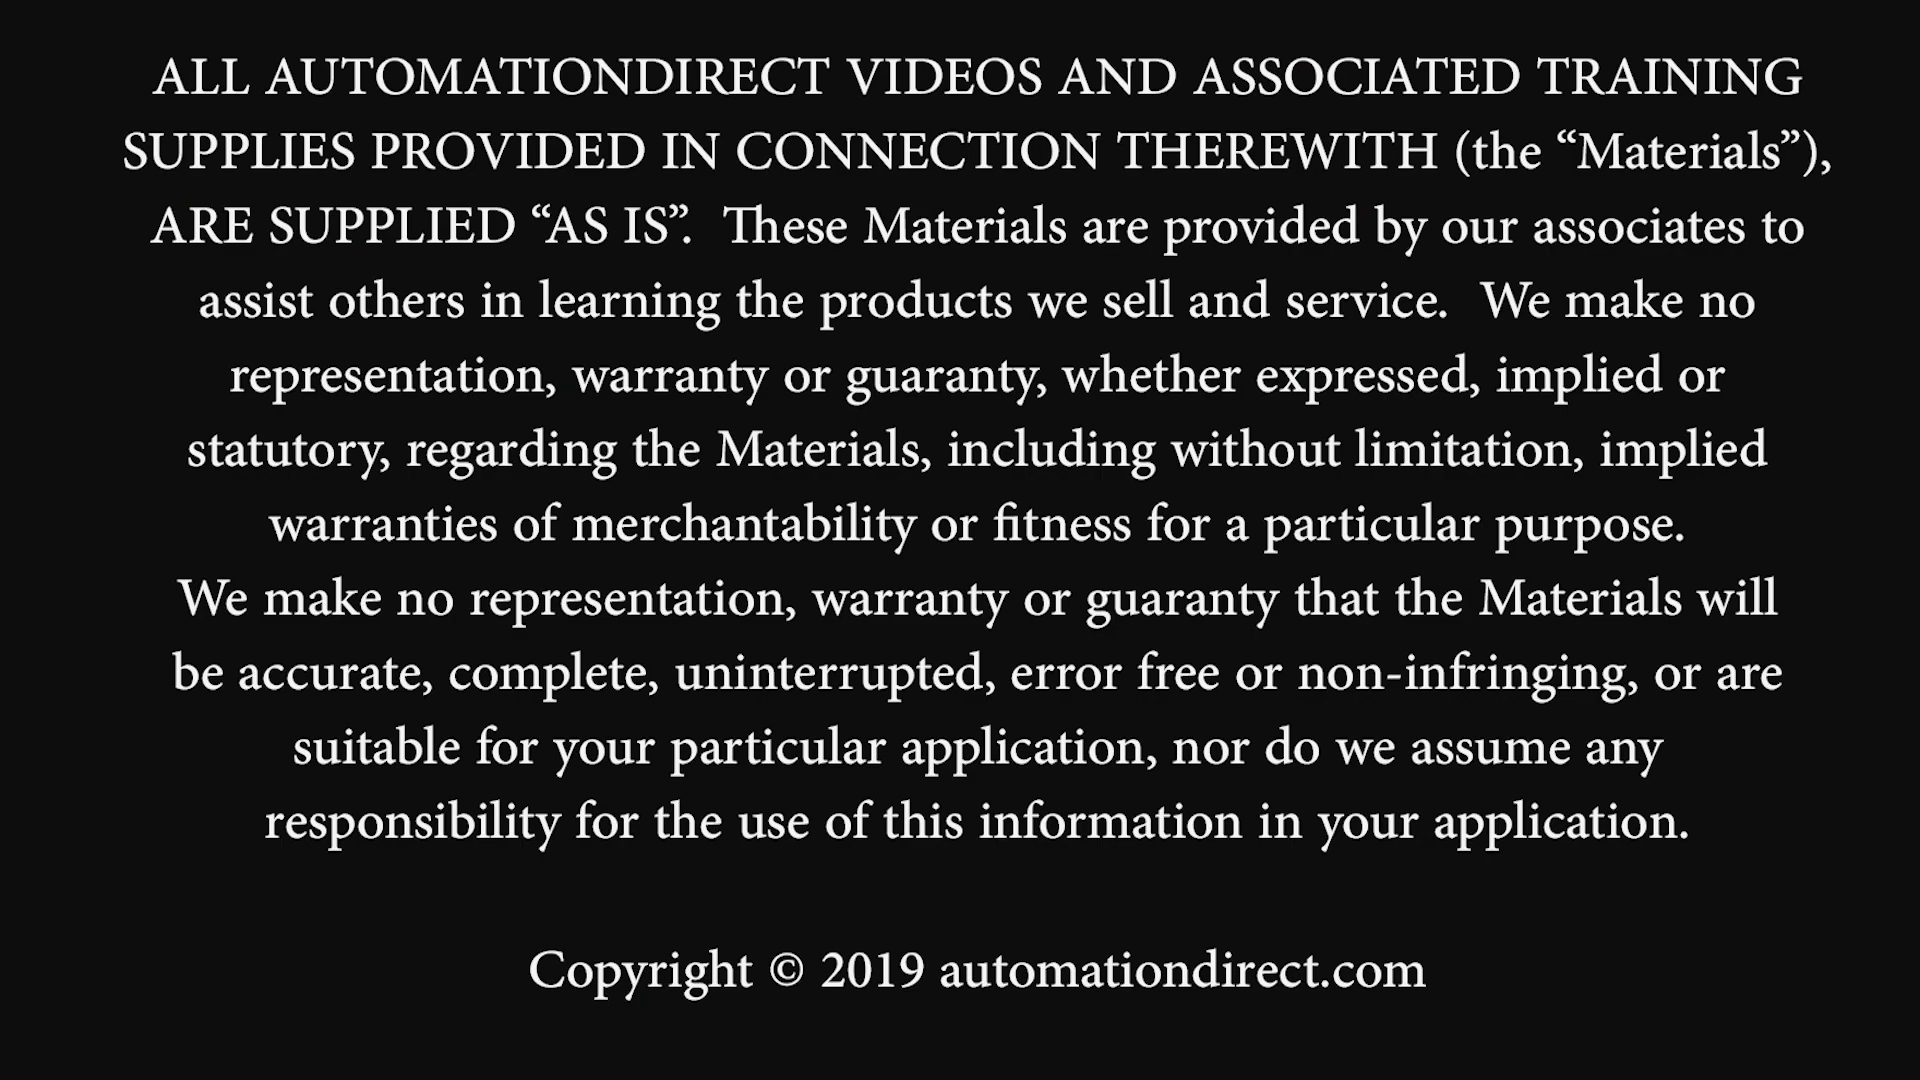 ALL AUTOMATIONDIRECT VIDEOS AND ASSOCIATED TRAINING
SUPPLIES PROVIDED IN CONNECTION THEREWITH (the “Materials”),
ARE SUPPLIED “AS IS”.  These Materials are provided by our associates to
assist others in learning the products we sell and service.  We make no
representation, warranty or guaranty, whether expressed, implied or
statutory, regarding the Materials, including without limitation, implied
warranties of merchantability or fitness for a particular purpose.
We make no representation, warranty or guaranty that the Materials will
be accurate, complete, uninterrupted, error free or non-infringing, or are
suitable for your particular application, nor do we assume any
responsibility for the use of this information in your application.
Copyright © 2019 automationdirect.com